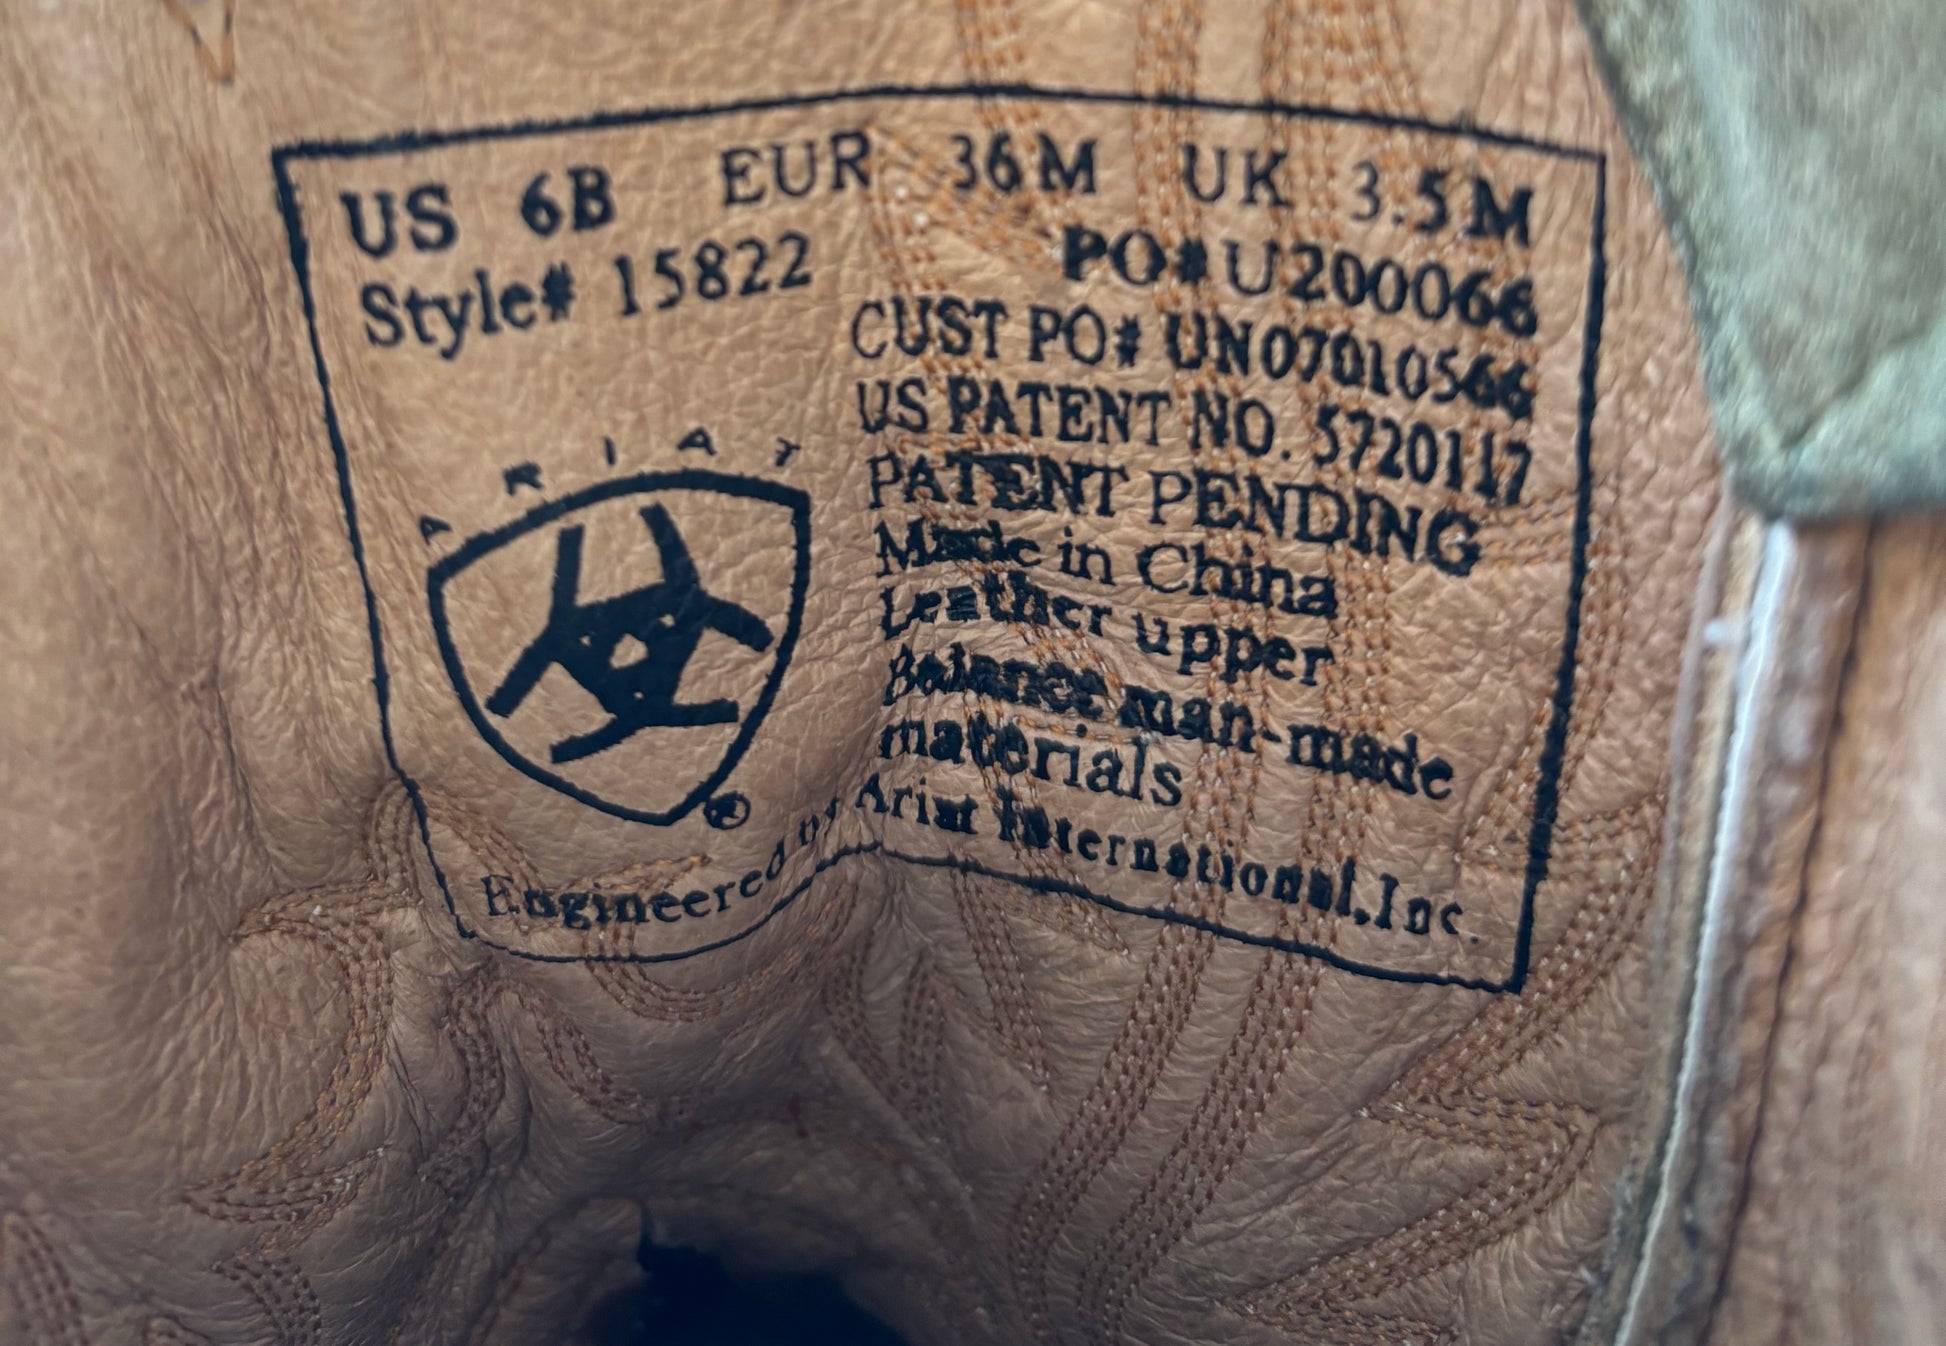 US 6B EUR 36M UK 3.5M
Style# 15822
PO# U200066
CUST PO# UN07010566
US PATENT NO. 5720117
PATENT PENDING
Made in China
Leather upper
Balance man-made
materials
ARIAT
®
Engineered by Ariat International, Inc.